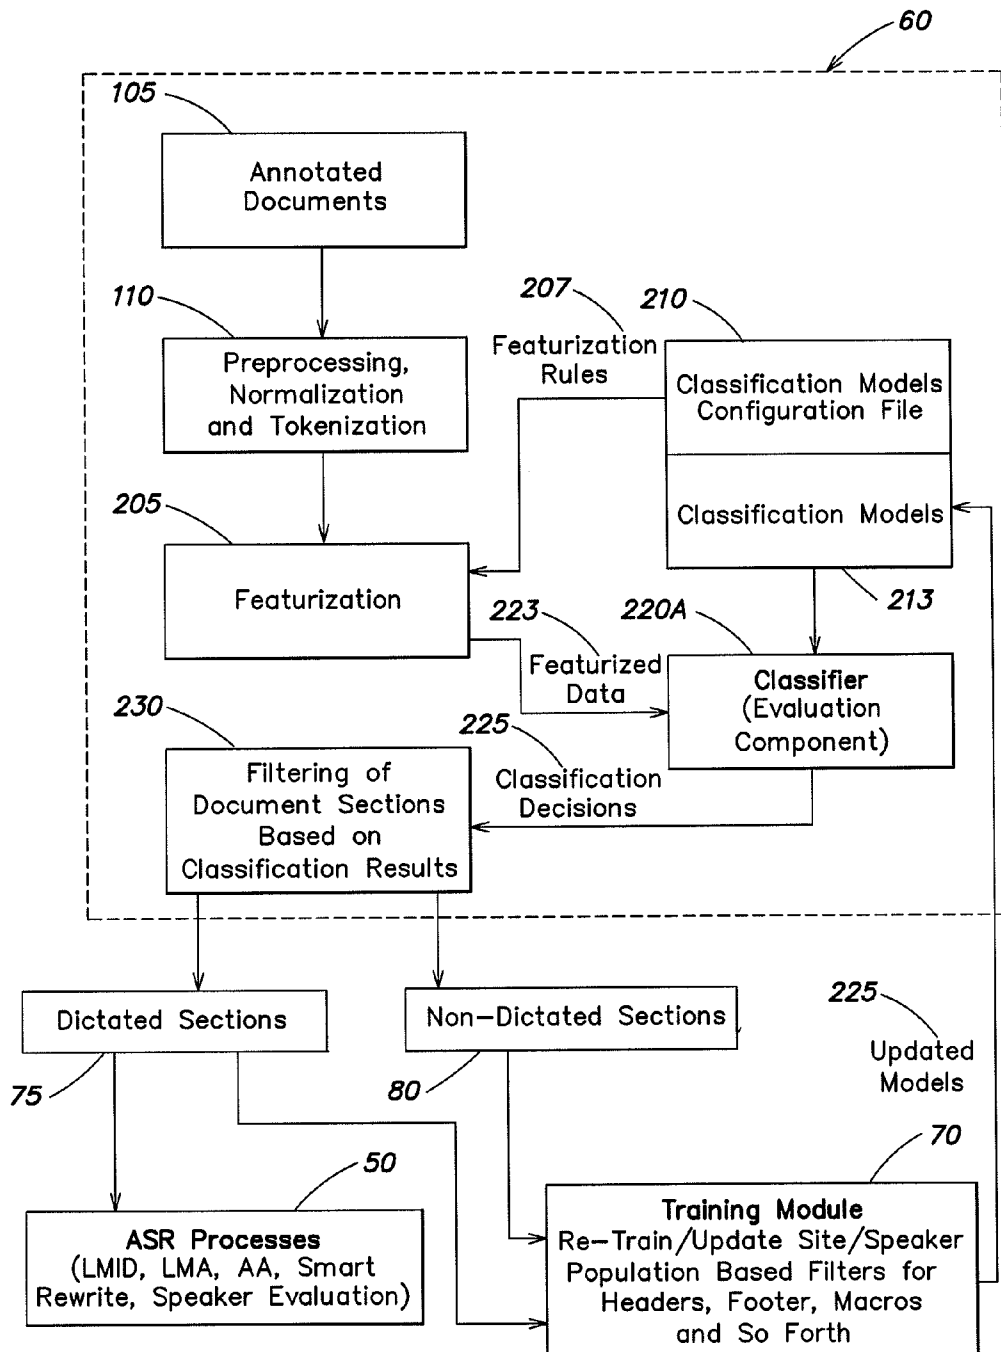 60
105
Annotated
Documents
110
Preprocessing,
Normalization
and Tokenization
207
Featurization
Rules
210
Classification Models
Configuration File
Classification Models
213
205
Featurization
223
Featurized
Data
220A
Classifier
(Evaluation
Component)
230
Filtering of
Document Sections
Based on
Classification Results
225
Classification
Decisions
Dictated Sections
75
Non-Dictated Sections
80
225
Updated
Models
50
ASR Processes
(LMID, LMA, AA, Smart
Rewrite, Speaker Evaluation)
70
Training Module
Re-Train/Update Site/Speaker
Population Based Filters for
Headers, Footer, Macros
and So Forth